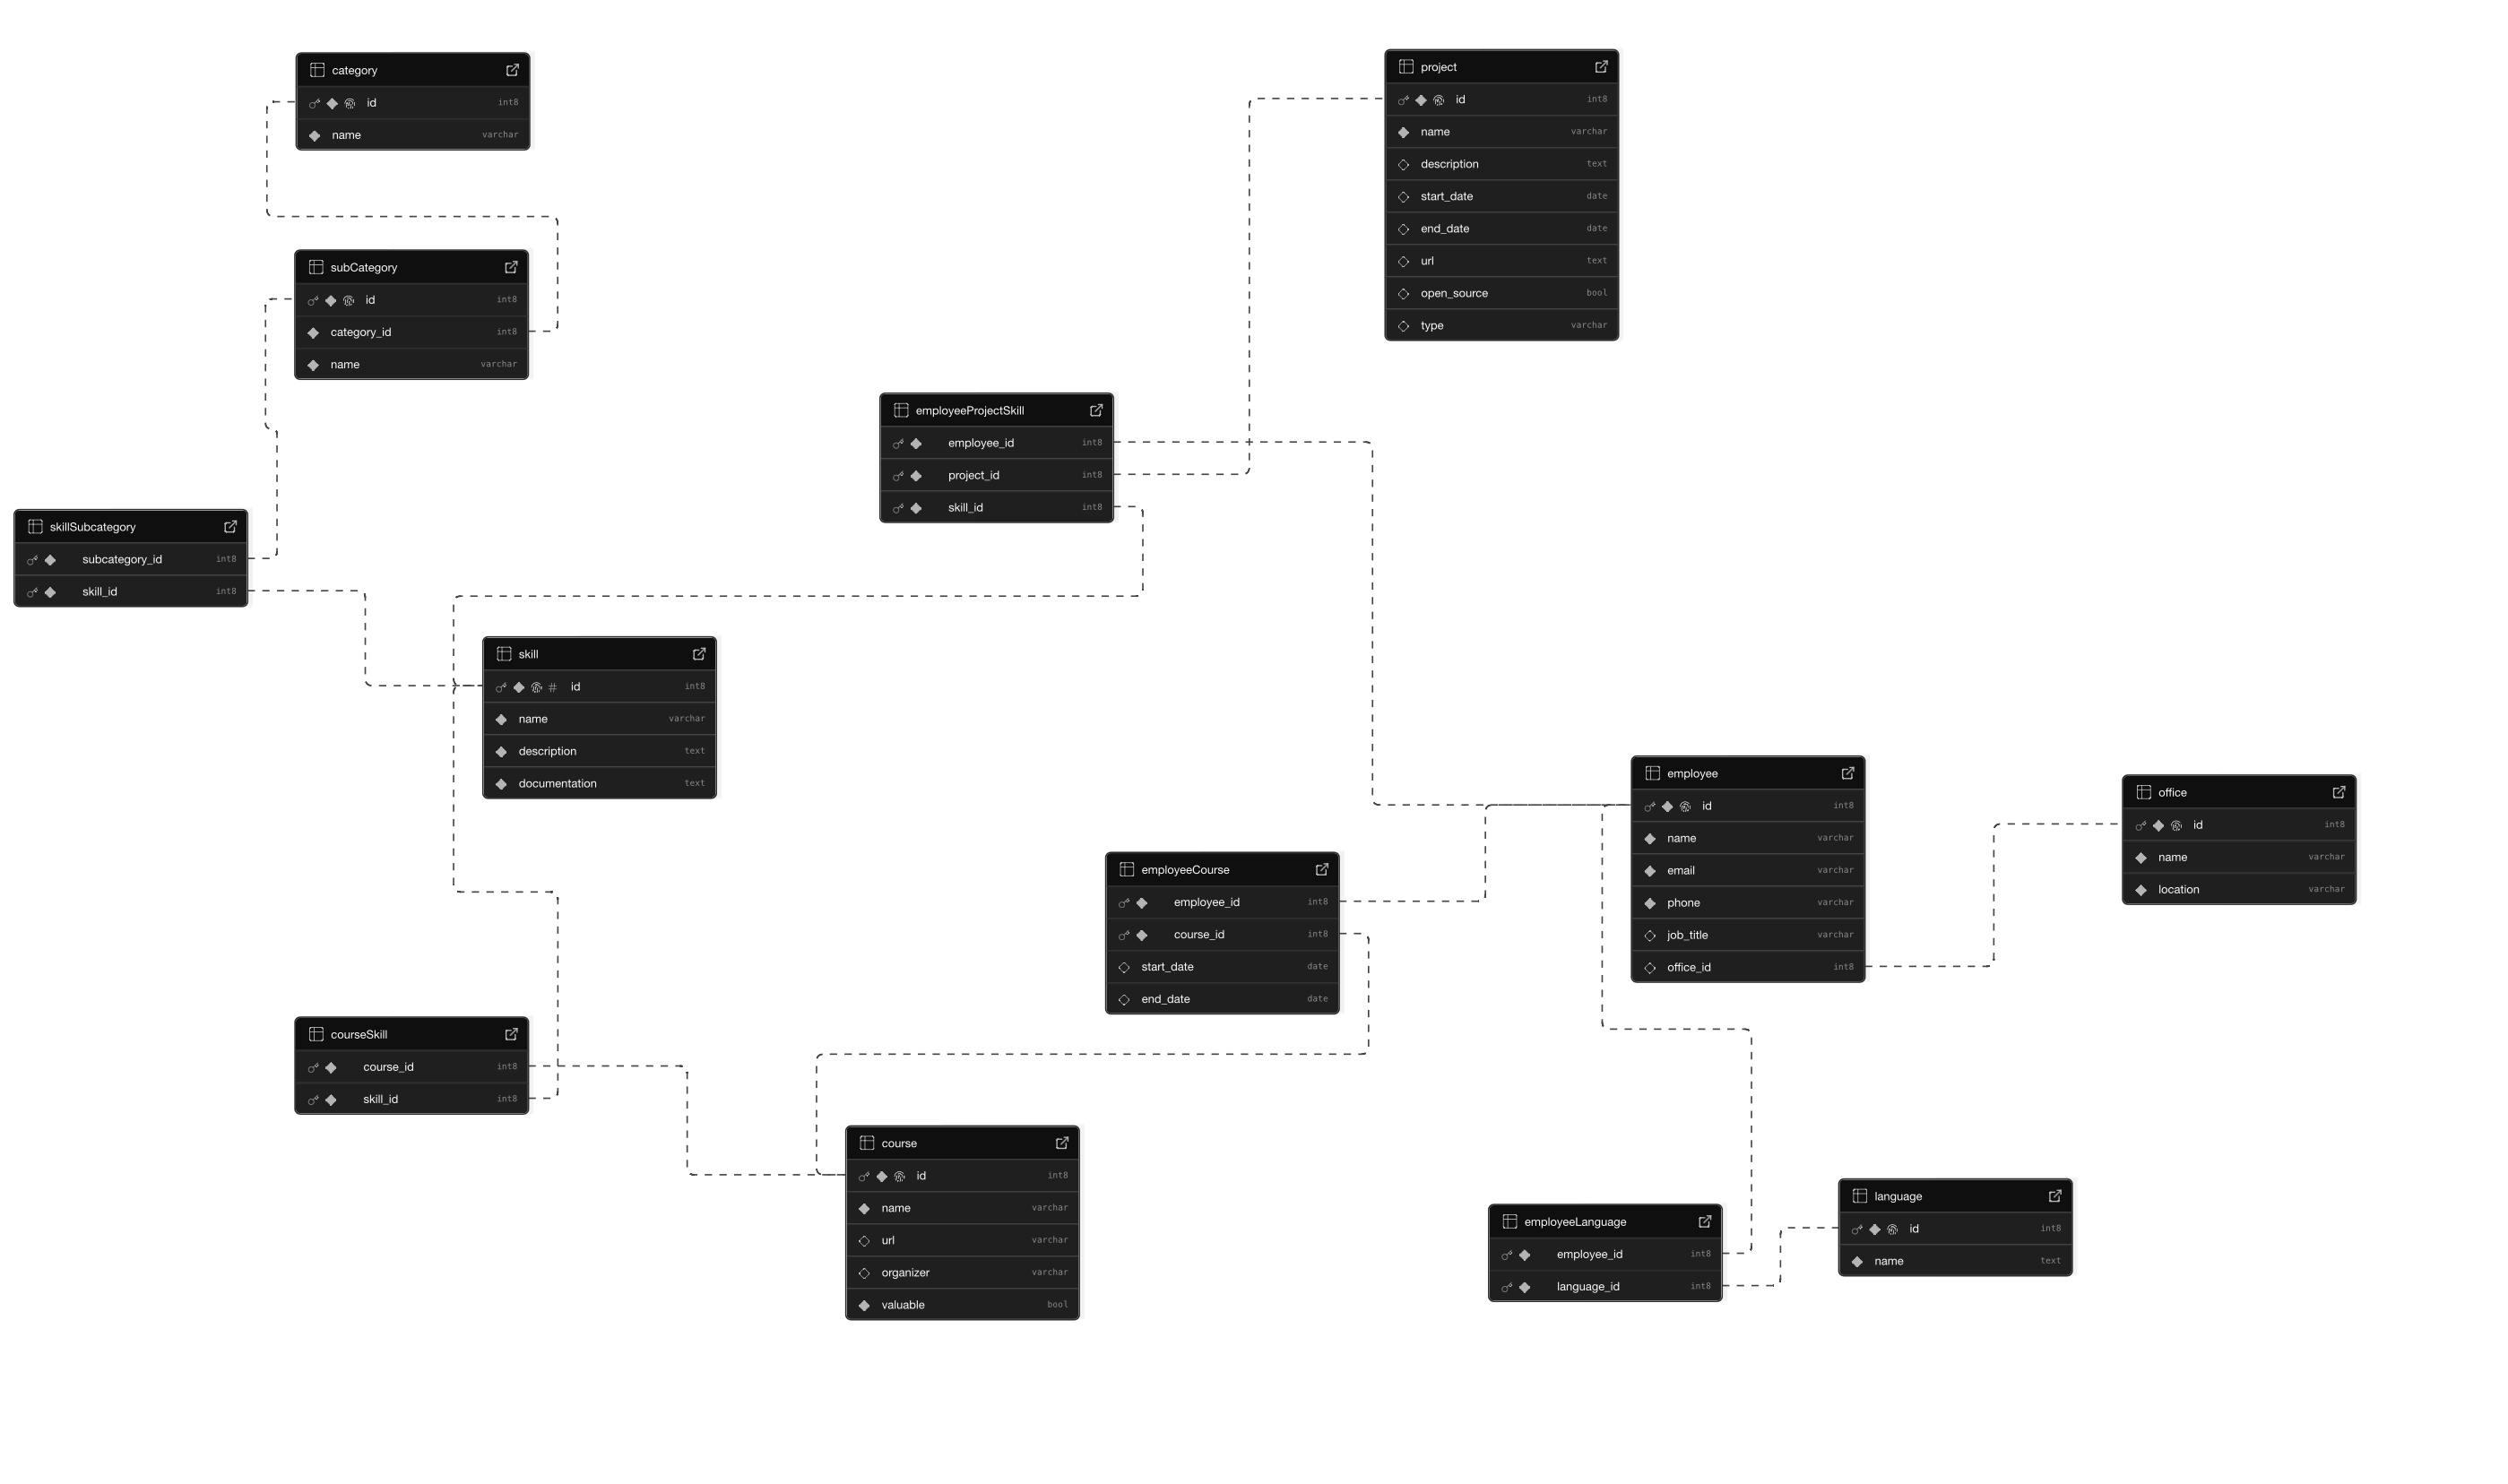 category
id int8
name varchar
project
id int8
name varchar
description text
start_date date
end_date date
url text
open_source bool
type varchar
subCategory
id int8
category_id int8
name varchar
employeeProjectSkill
employee_id int8
project_id int8
skill_id int8
skillSubcategory
subcategory_id int8
skill_id int8
skill
# id int8
name varchar
description text
documentation text
employee
id int8
name varchar
email varchar
phone varchar
job_title varchar
office_id int8
office
id int8
name varchar
location varchar
employeeCourse
employee_id int8
course_id int8
start_date date
end_date date
courseSkill
course_id int8
skill_id int8
course
id int8
name varchar
url varchar
organizer varchar
valuable bool
employeeLanguage
employee_id int8
language_id int8
language
id int8
name text